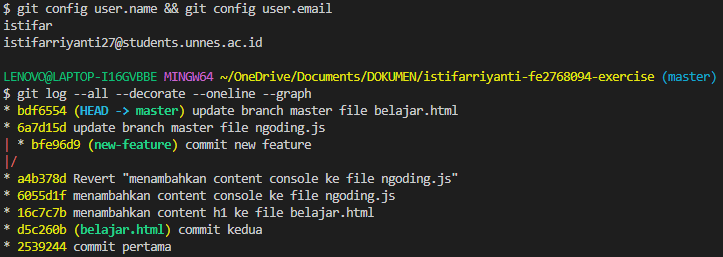 $ git config user.name && git config user.email
istifar
istifarriyanti27@students.unnes.ac.id
LENOVO@LAPTOP-I16GVBBE MINGW64 ~/OneDrive/Documents/DOKUMEN/istifarriyanti-fe2768094-exercise (master)
$ git log --all --decorate --oneline --graph
* bdf6554 (HEAD -> master) update branch master file belajar.html
* 6a7d15d update branch master file ngoding.js
| * bfe96d9 (new-feature) commit new feature
|/
* a4b378d Revert "menambahkan content console ke file ngoding.js"
* 6055d1f menambahkan content console ke file ngoding.js
* 16c7c7b menambahkan content h1 ke file belajar.html
* d5c260b (belajar.html) commit kedua
* 2539244 commit pertama